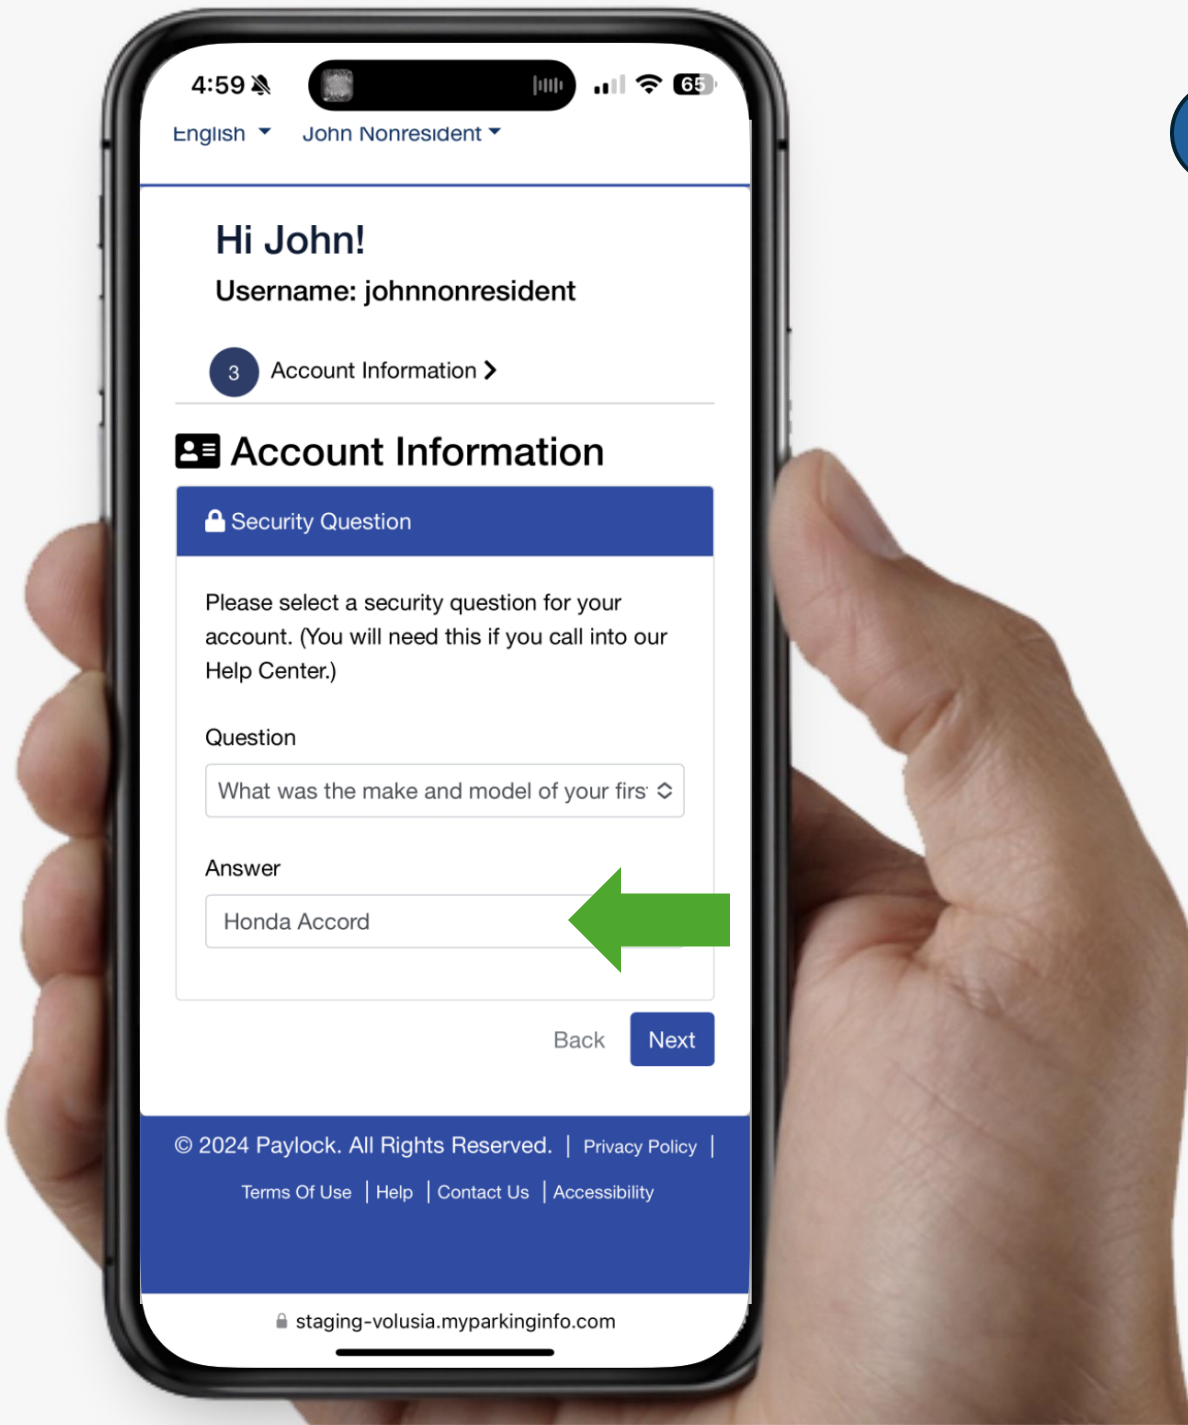 4:59
65
English
John Nonresident
Hi John!
Username: johnnonresident
3
Account Information
Account Information
Security Question
Please select a security question for your
account. (You will need this if you call into our
Help Center.)
Question
What was the make and model of your firs
Answer
Honda Accord
Back
Next
© 2024 Paylock. All Rights Reserved. | Privacy Policy |
Terms Of Use | Help | Contact Us | Accessibility
staging-volusia.myparkinginfo.com